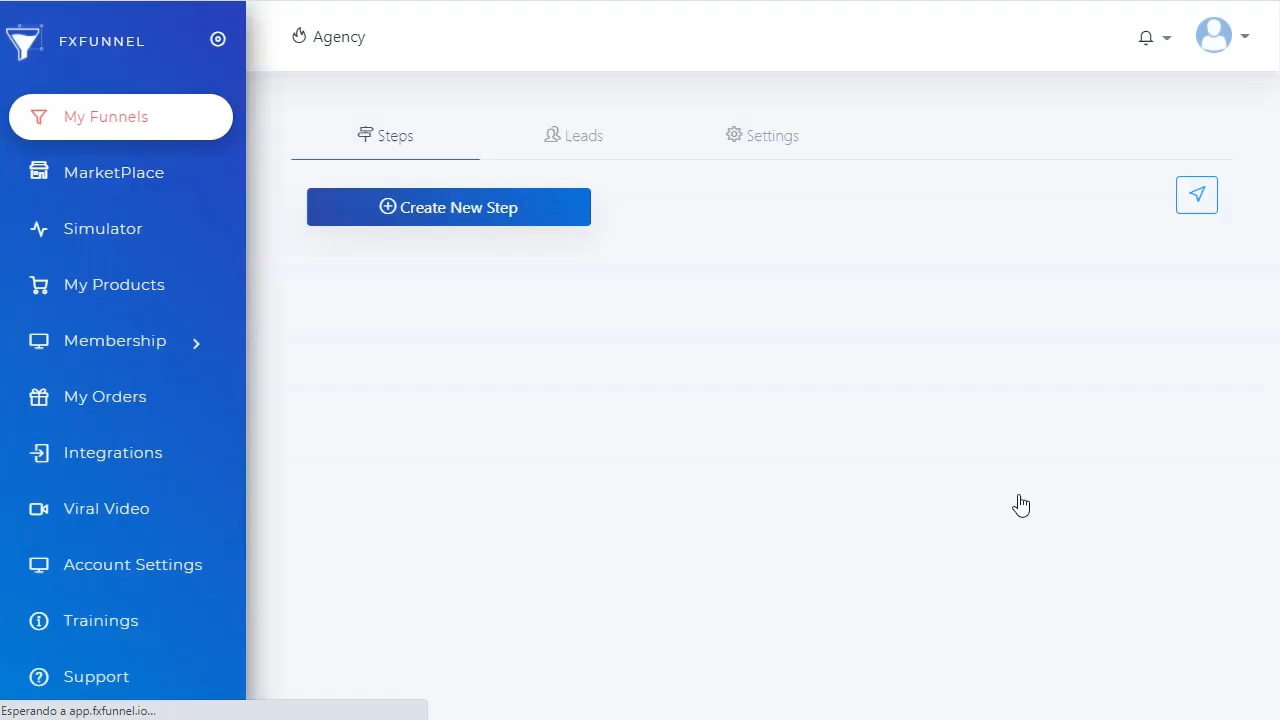 FXFUNNEL
Agency
My Funnels
MarketPlace
Simulator
My Products
Membership
My Orders
Integrations
Viral Video
Account Settings
Trainings
Support
Steps
Leads
Settings
Create New Step
Esperando a app.fxfunnel.io...